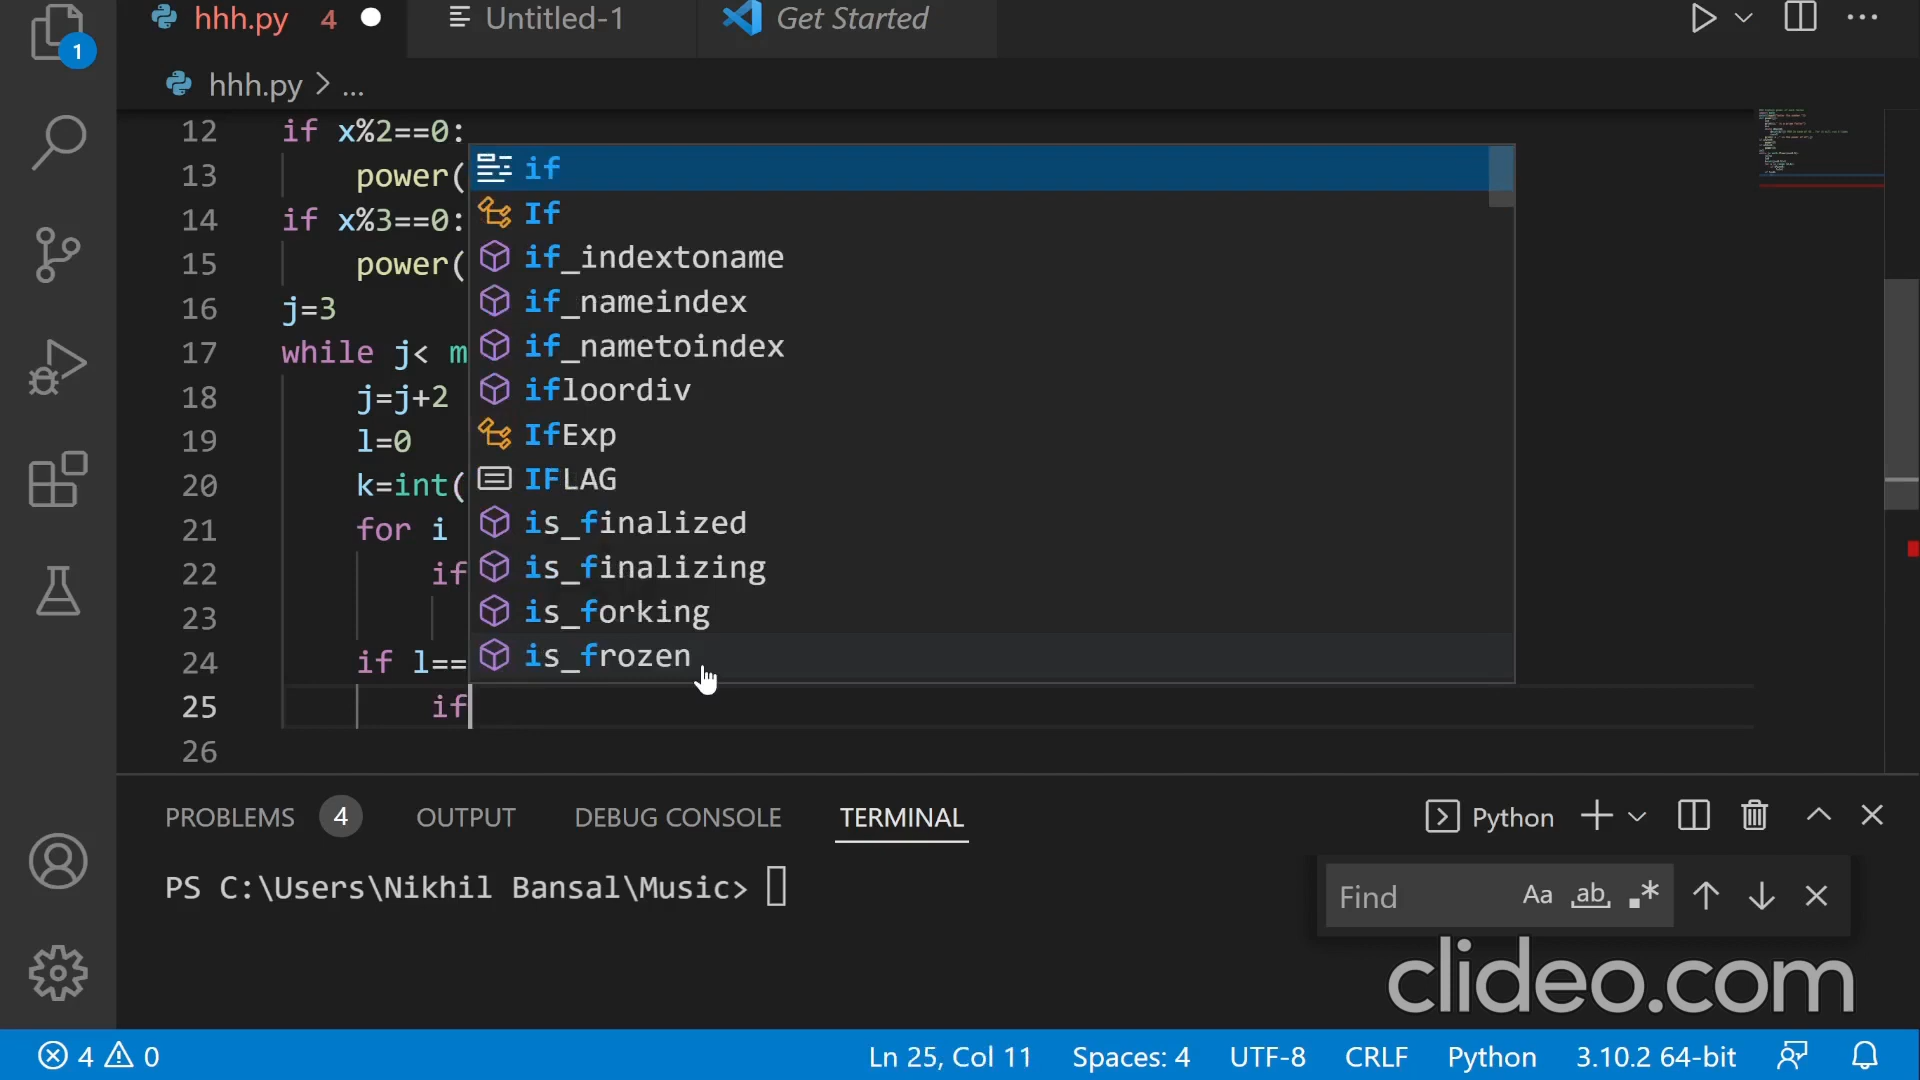 hhh.py 4 Untitled-1 Get Started
1
hhh.py > ...
12 if x%2==0:
13 power(
14 if x%3==0:
15 power(
16 j=3
17 while j< m
18 j=j+2
19 l=0
20 k=int(
21 for i
22 if
23
24 if l==
25 if
26
if
If
if_indextoname
if_nameindex
if_nametoindex
ifloordiv
IfExp
IFLAG
is_finalized
is_finalizing
is_forking
is_frozen
PROBLEMS 4 OUTPUT DEBUG CONSOLE TERMINAL Python
PS C:\Users\Nikhil Bansal\Music>
Find Aa ab .*
clideo.com
4 0 Ln 25, Col 11 Spaces: 4 UTF-8 CRLF Python 3.10.2 64-bit